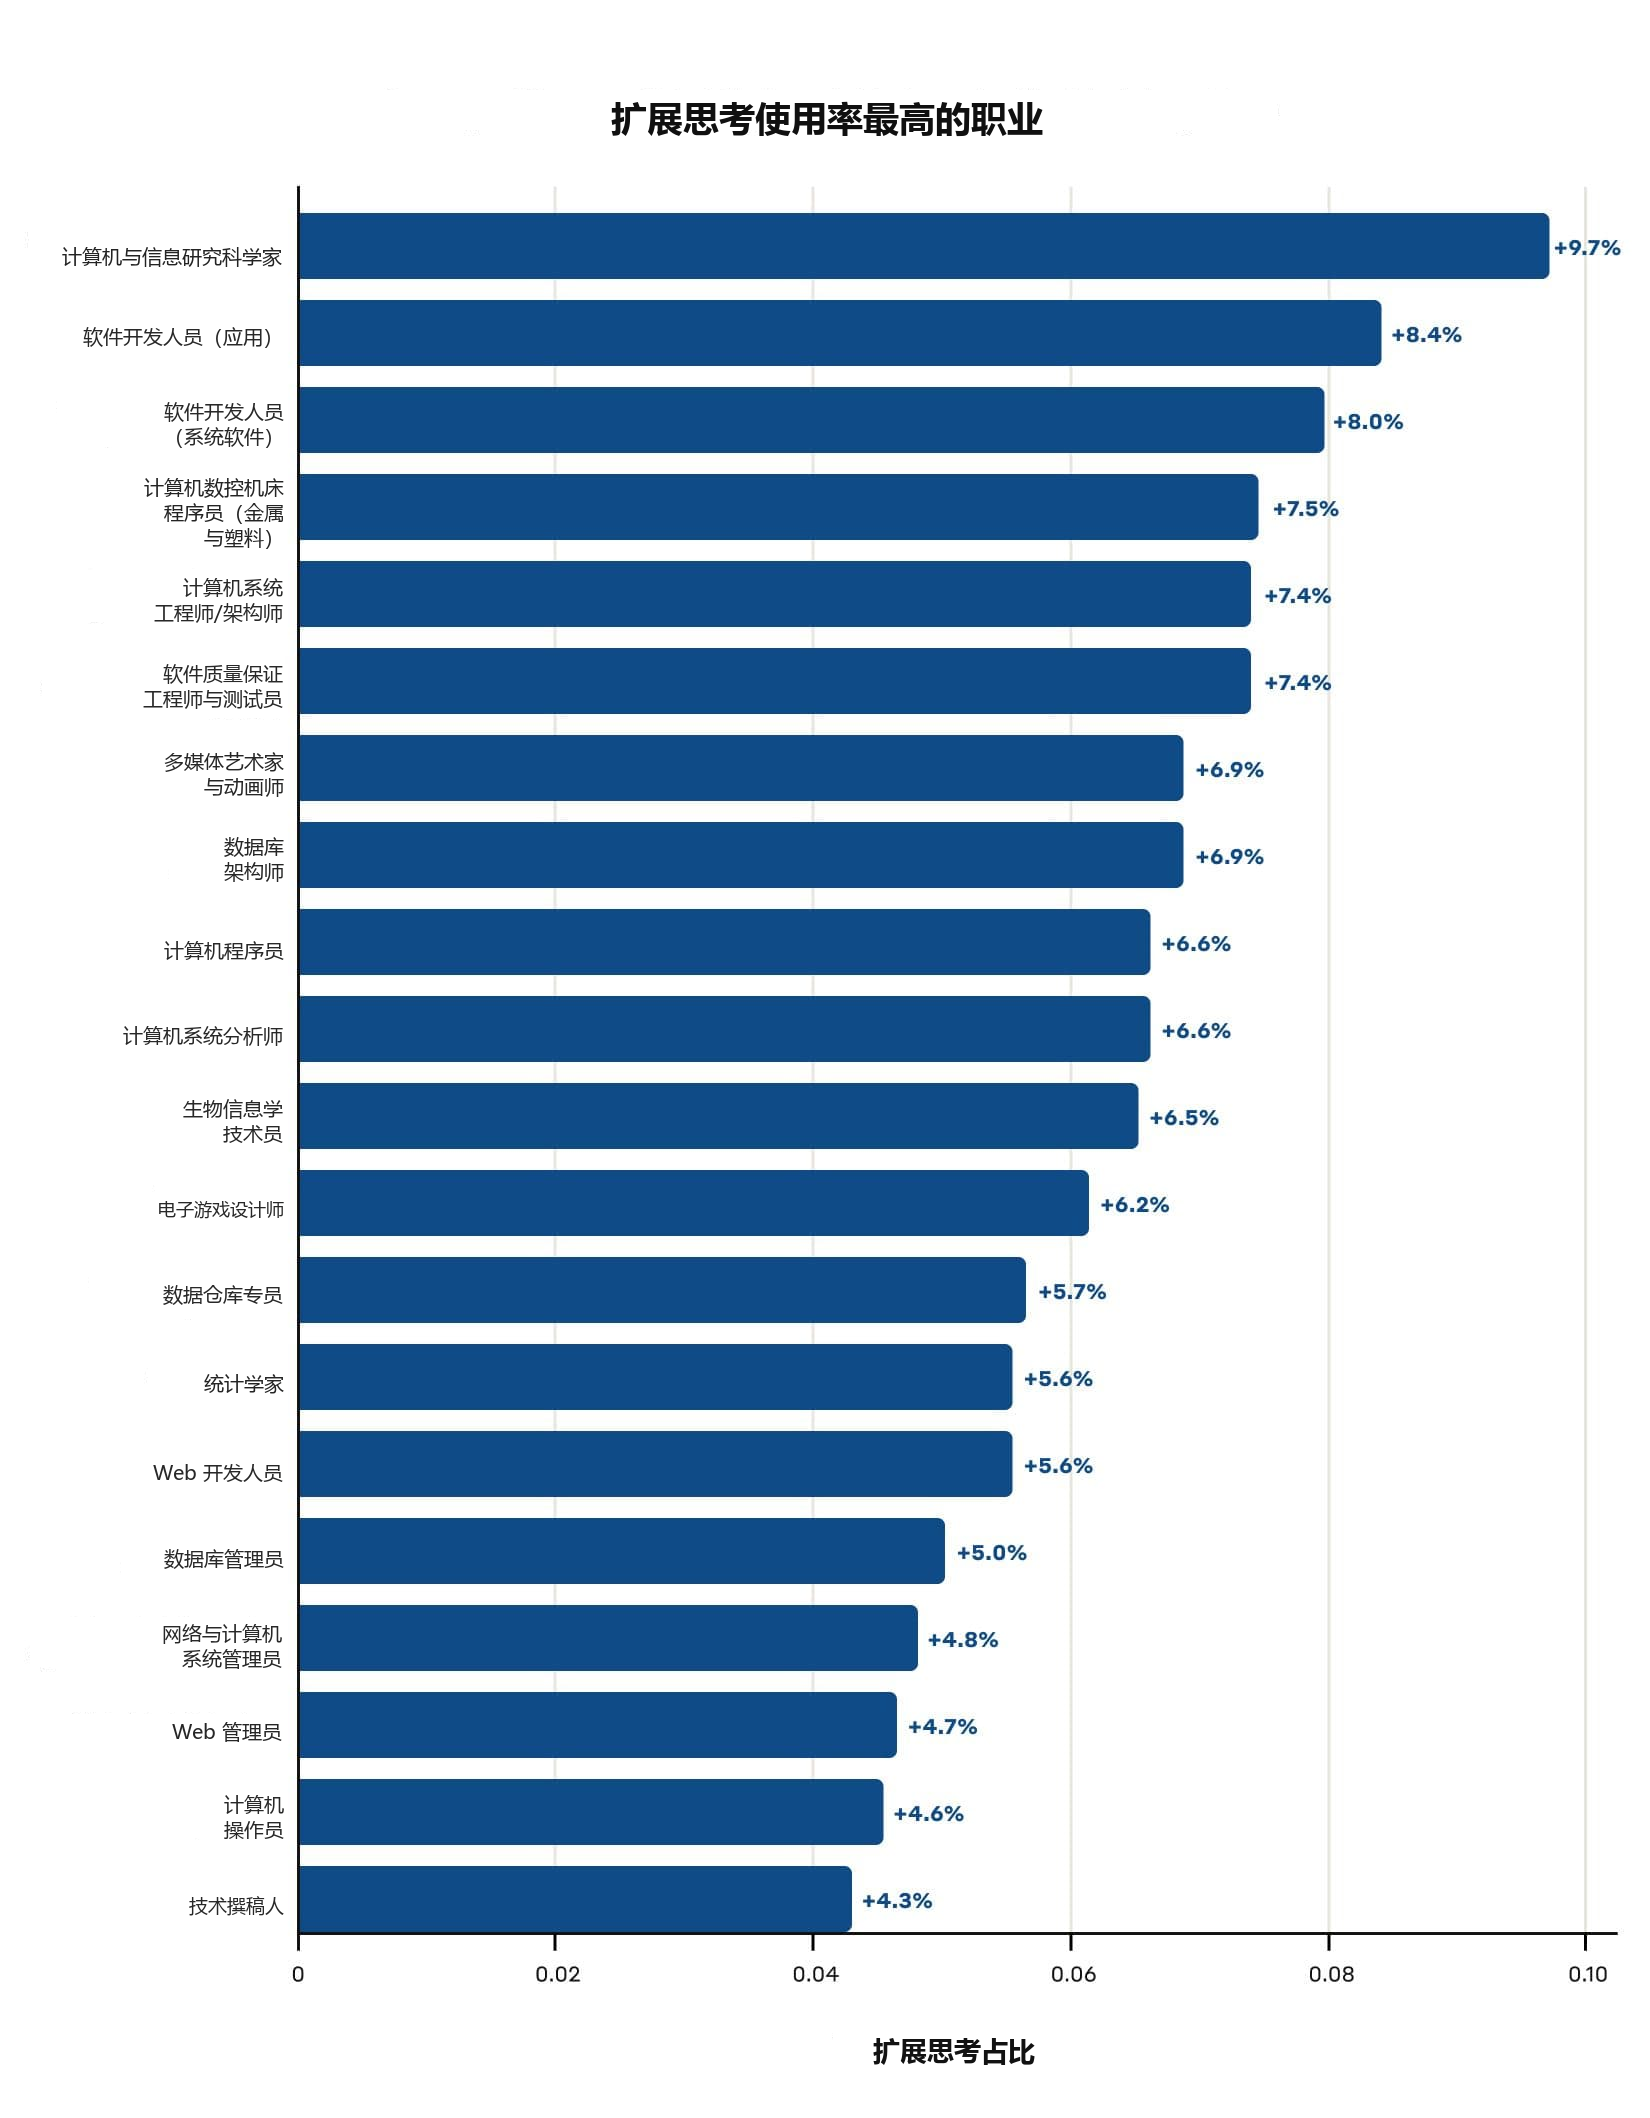 扩展思考使用率最高的职业
计算机与信息研究科学家
+9.7%
软件开发人员（应用）
+8.4%
软件开发人员
（系统软件）
+8.0%
计算机数控机床
程序员（金属
与塑料）
+7.5%
计算机系统
工程师/架构师
+7.4%
软件质量保证
工程师与测试员
+7.4%
多媒体艺术家
与动画师
+6.9%
数据库
架构师
+6.9%
计算机程序员
+6.6%
计算机系统分析师
+6.6%
生物信息学
技术员
+6.5%
电子游戏设计师
+6.2%
数据仓库专员
+5.7%
统计学家
+5.6%
Web 开发人员
+5.6%
数据库管理员
+5.0%
网络与计算机
系统管理员
+4.8%
Web 管理员
+4.7%
计算机
操作员
+4.6%
技术撰稿人
+4.3%
0 0.02 0.04 0.06 0.08 0.10
扩展思考占比